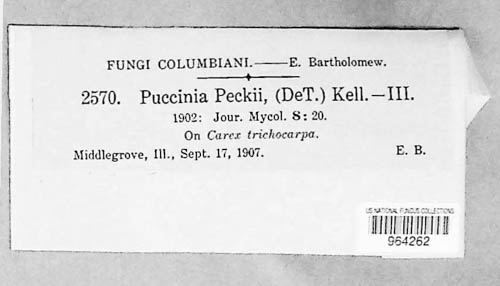 FUNGI COLUMBIANI.—E. Bartholomew.
2570. Puccinia Peckii, (DeT.) Kell.—III.
1902: Jour. Mycol. 8: 20.
On Carex trichocarpa.
Middlegrove, Ill., Sept. 17, 1907. E. B.
US NATIONAL FUNGUS COLLECTIONS
964262